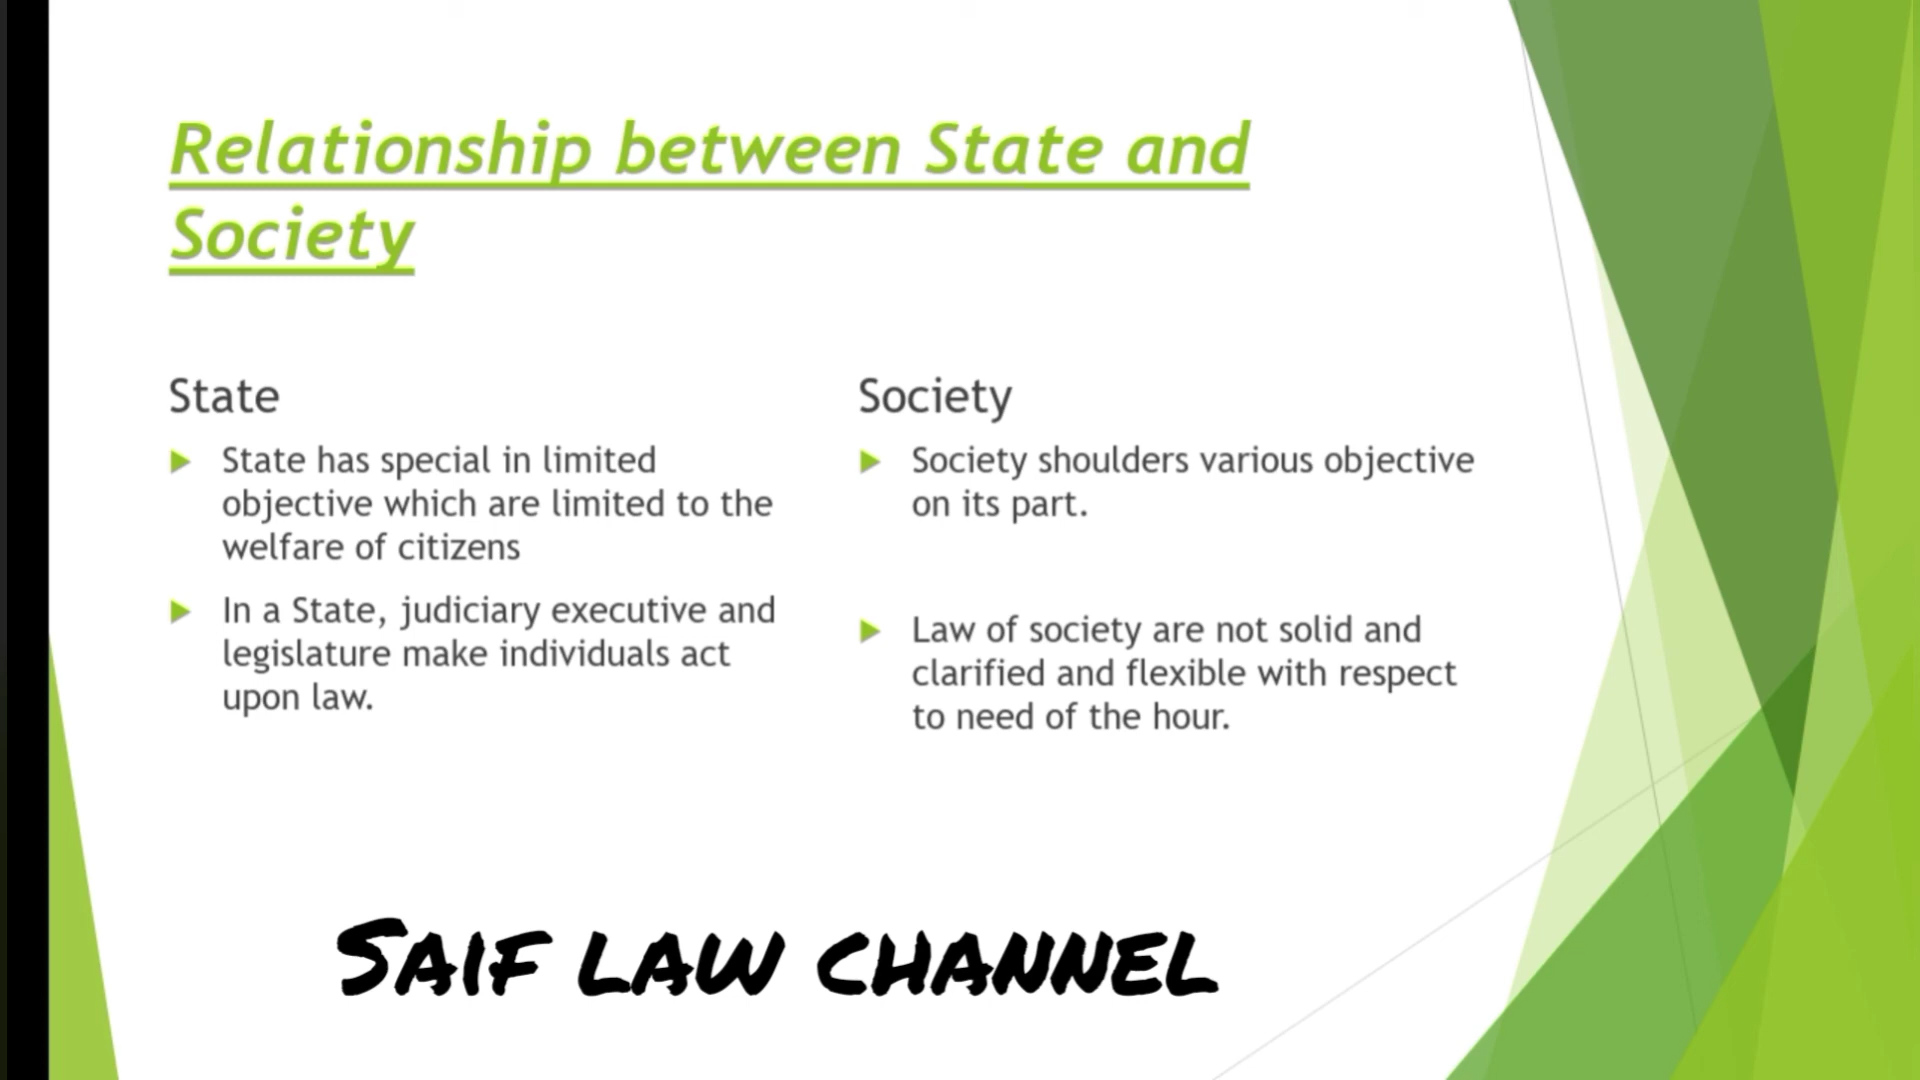 Relationship between State and
Society
State
State has special in limited
objective which are limited to the
welfare of citizens
In a State, judiciary executive and
legislature make individuals act
upon law.
Society
Society shoulders various objective
on its part.
Law of society are not solid and
clarified and flexible with respect
to need of the hour.
SAIF LAW CHANNEL